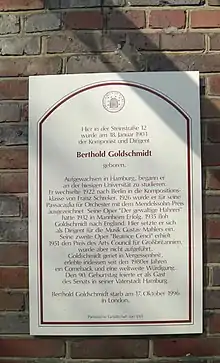 Hier in der Steinstraße 12
wurde am 18. Januar 1903
der Komponist und Dirigent
Berthold Goldschmidt
geboren.
Aufgewachsen in Hamburg, begann er
an der hiesigen Universität zu studieren.
Er wechselte 1922 nach Berlin in die Kompositions-
klasse von Franz Schreker. 1926 wurde er für seine
Passacaglia für Orchester mit dem Mendelssohn-Preis
ausgezeichnet. Seine Oper "Der gewaltige Hahnrei"
hatte 1932 in Mannheim Erfolg. 1935 floh
Goldschmidt nach England. Hier setzte er sich
als Dirigent für die Musik Gustav Mahlers ein.
Seine zweite Oper "Beatrice Cenci" erhielt
1951 den Preis des Arts Council für Großbritannien,
wurde aber nicht aufgeführt.
Goldschmidt geriet in Vergessenheit,
erlebte indessen seit den 1980er Jahren
ein Comeback und eine weltweite Würdigung.
Den 90. Geburtstag feierte er als Gast
des Senats in seiner Vaterstadt Hamburg.
Berthold Goldschmidt starb am 17. Oktober 1996
in London.
Patriotische Gesellschaft von 1765